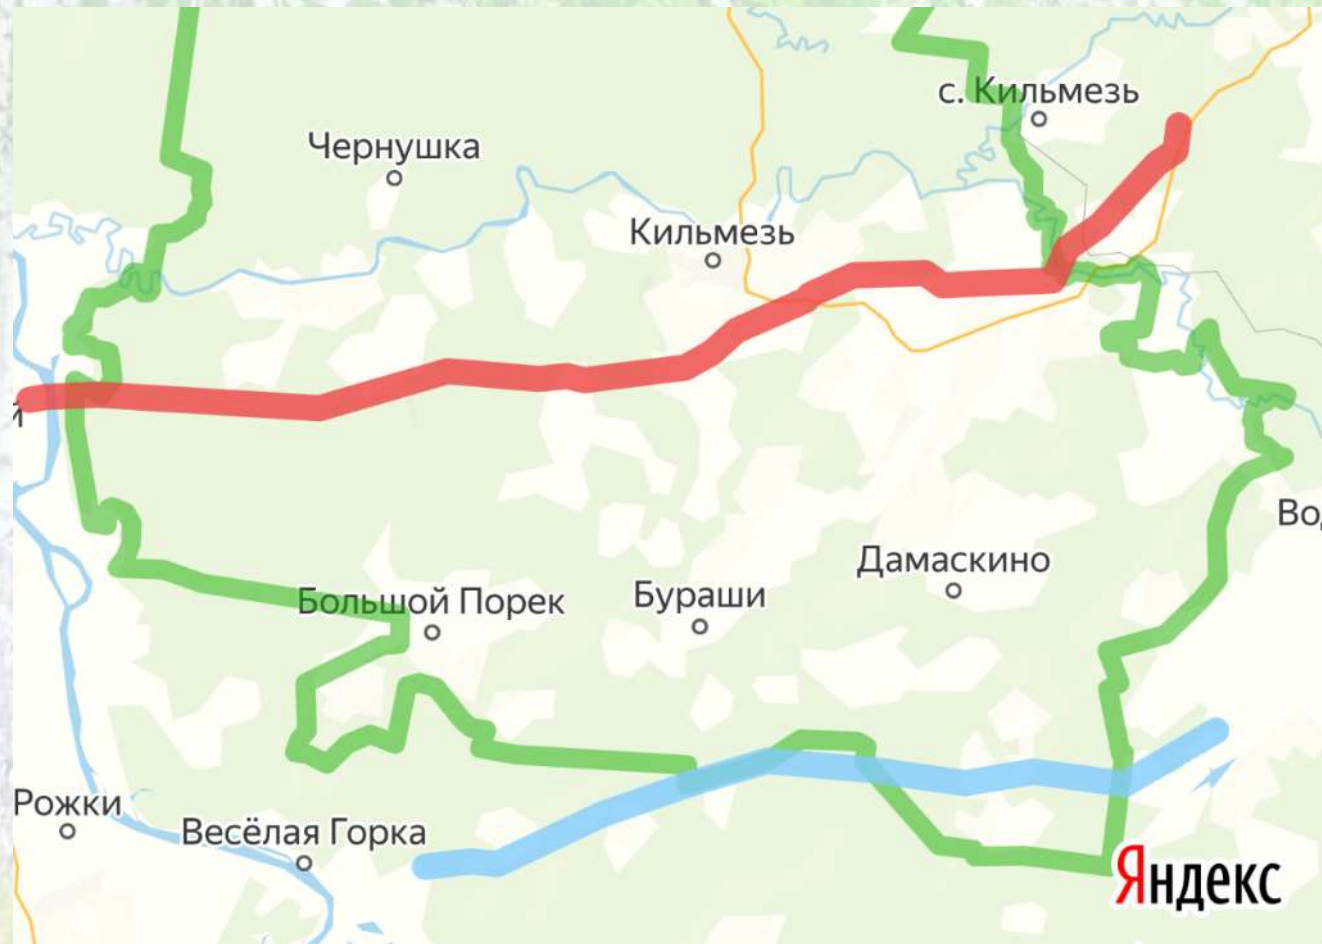 с. Кильмезь
Чернушка
Кильмезь
й
Во
Дамаскино
Бураши
Большой Порек
Рожки
Весёлая Горка
Яндекс